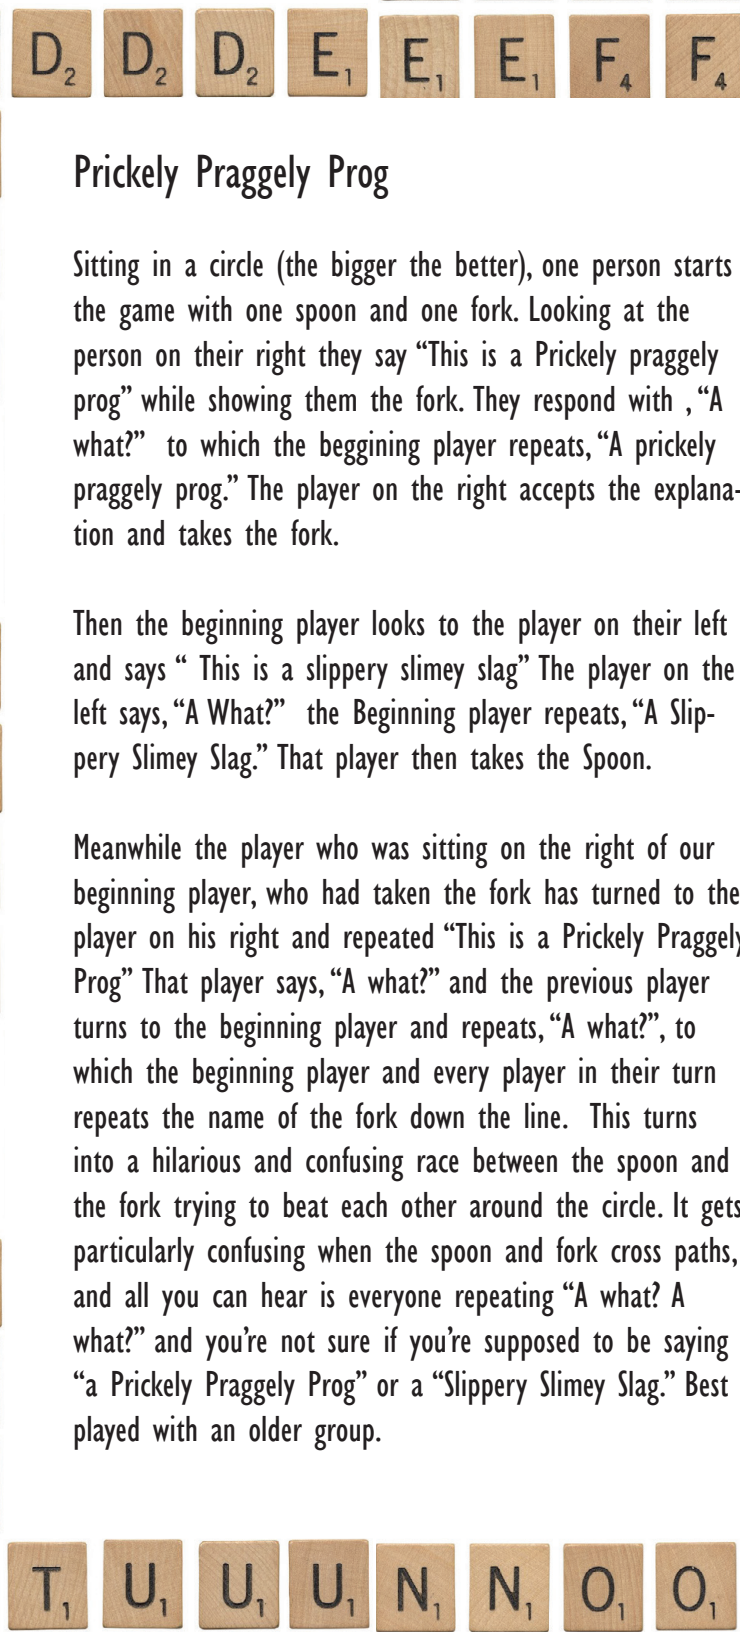 D2 D2 D2 E1 E1 E1 F4 F4
Prickely Praggely Prog
Sitting in a circle (the bigger the better), one person starts
the game with one spoon and one fork. Looking at the
person on their right they say “This is a Prickely praggely
prog” while showing them the fork. They respond with , “A
what?” to which the beggining player repeats, “A prickely
praggely prog.” The player on the right accepts the explana-
tion and takes the fork.
Then the beginning player looks to the player on their left
and says “ This is a slippery slimey slag” The player on the
left says, “A What?” the Beginning player repeats, “A Slip-
pery Slimey Slag.” That player then takes the Spoon.
Meanwhile the player who was sitting on the right of our
beginning player, who had taken the fork has turned to the
player on his right and repeated “This is a Prickely Praggely
Prog” That player says, “A what?” and the previous player
turns to the beginning player and repeats, “A what?”, to
which the beginning player and every player in their turn
repeats the name of the fork down the line. This turns
into a hilarious and confusing race between the spoon and
the fork trying to beat each other around the circle. It gets
particularly confusing when the spoon and fork cross paths,
and all you can hear is everyone repeating “A what? A
what?” and you’re not sure if you’re supposed to be saying
“a Prickely Praggely Prog” or a “Slippery Slimey Slag.” Best
played with an older group.
T1 U1 U1 U1 N1 N1 O1 O1